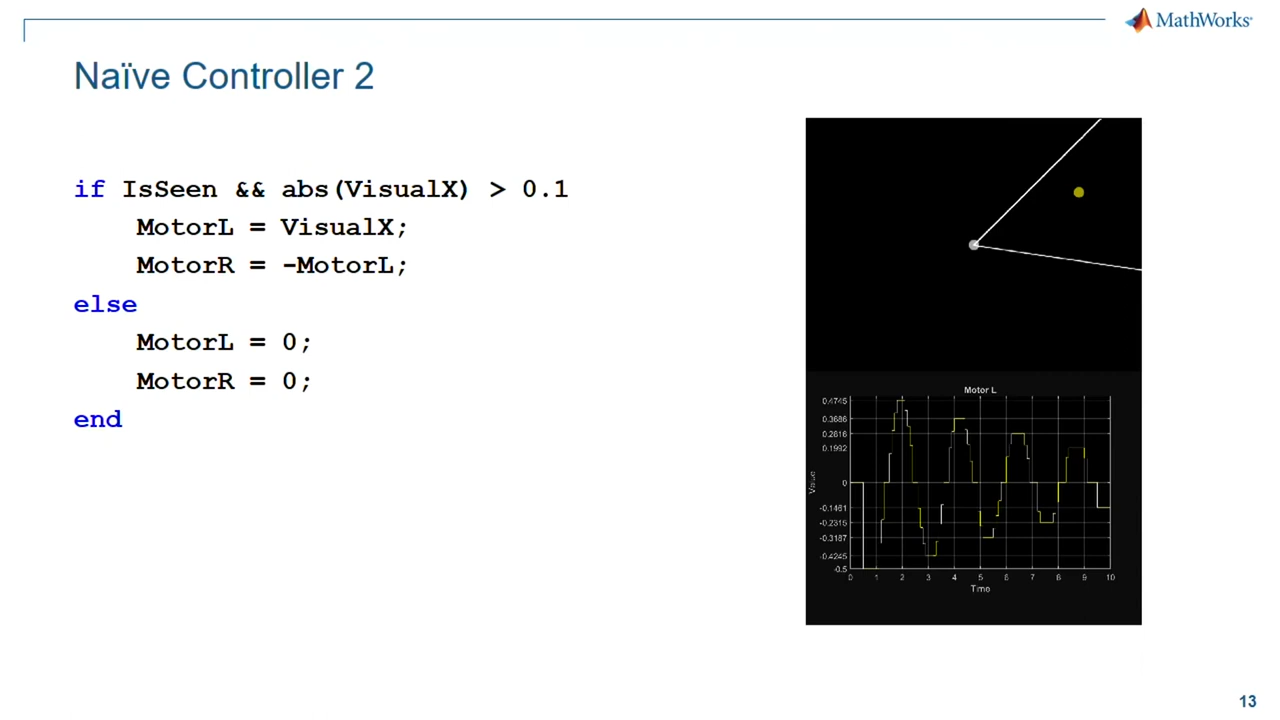 MathWorks®
Naïve Controller 2
if IsSeen && abs(VisualX) > 0.1
MotorL = VisualX;
MotorR = -MotorL;
else
MotorL = 0;
MotorR = 0;
end
Motor L
0.4745
0.3686
0.2816
0.1992
0
-0.1461
-0.2315
-0.3187
-0.4245
-0.5
Value
0 1 2 3 4 5 6 7 8 9 10
Time
13